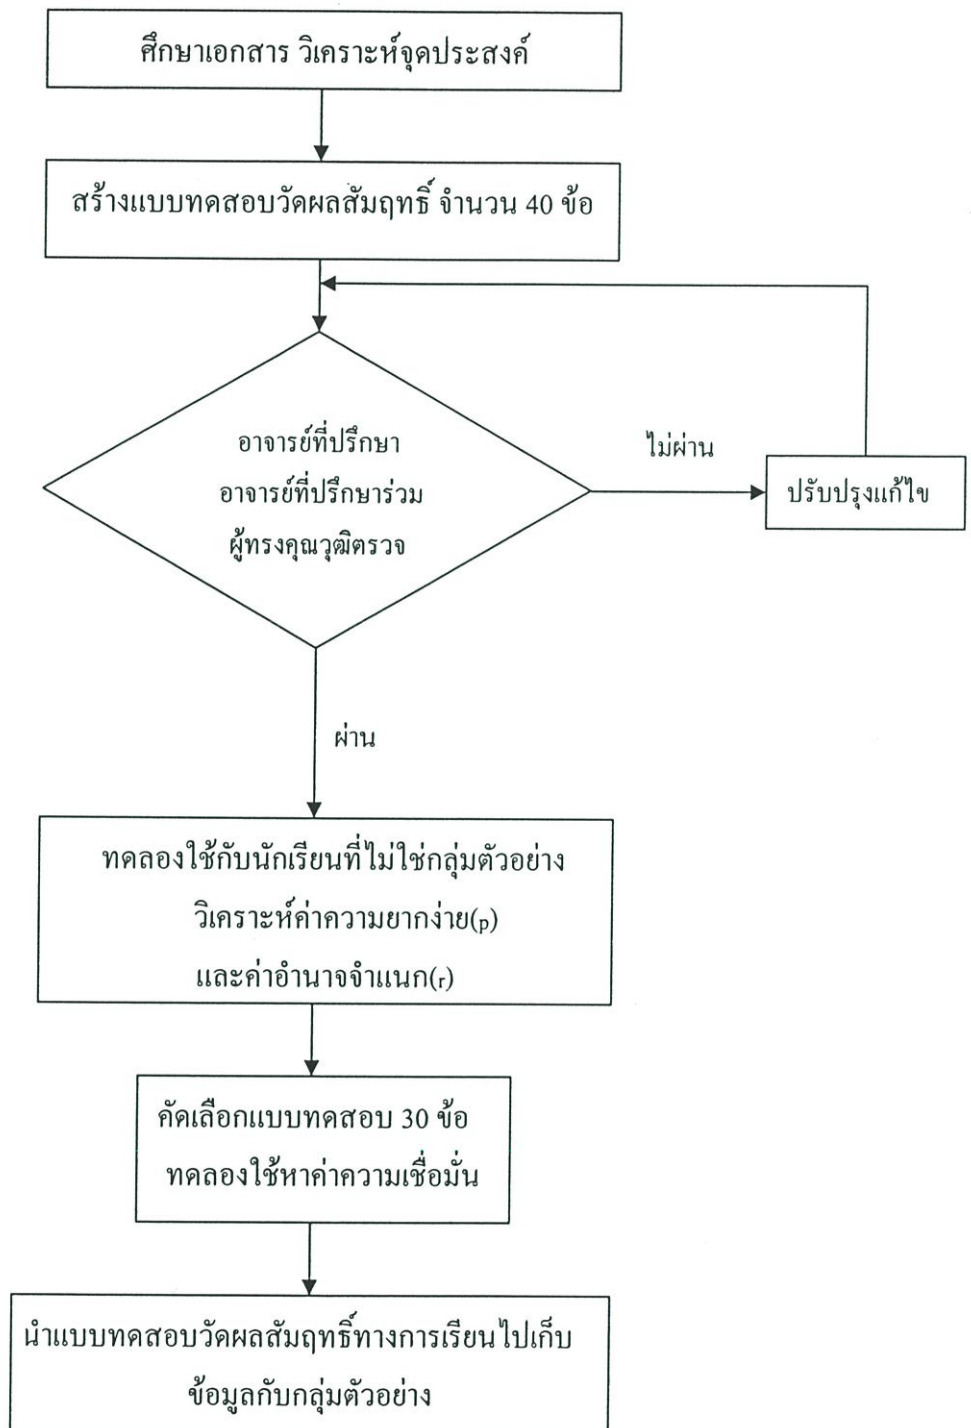 ศึกษาเอกสาร วิเคราะห์จุดประสงค์
สร้างแบบทดสอบวัดผลสัมฤทธิ์ จำนวน 40 ข้อ
อาจารย์ที่ปรึกษา
อาจารย์ที่ปรึกษาร่วม
ผู้ทรงคุณวุฒิตรวจ
ไม่ผ่าน
ปรับปรุงแก้ไข
ผ่าน
ทดลองใช้กับนักเรียนที่ไม่ใช่กลุ่มตัวอย่าง
วิเคราะห์ค่าความยากง่าย(p)
และค่าอำนาจจำแนก(r)
คัดเลือกแบบทดสอบ 30 ข้อ
ทดลองใช้หาค่าความเชื่อมั่น
นำแบบทดสอบวัดผลสัมฤทธิ์ทางการเรียนไปเก็บ
ข้อมูลกับกลุ่มตัวอย่าง